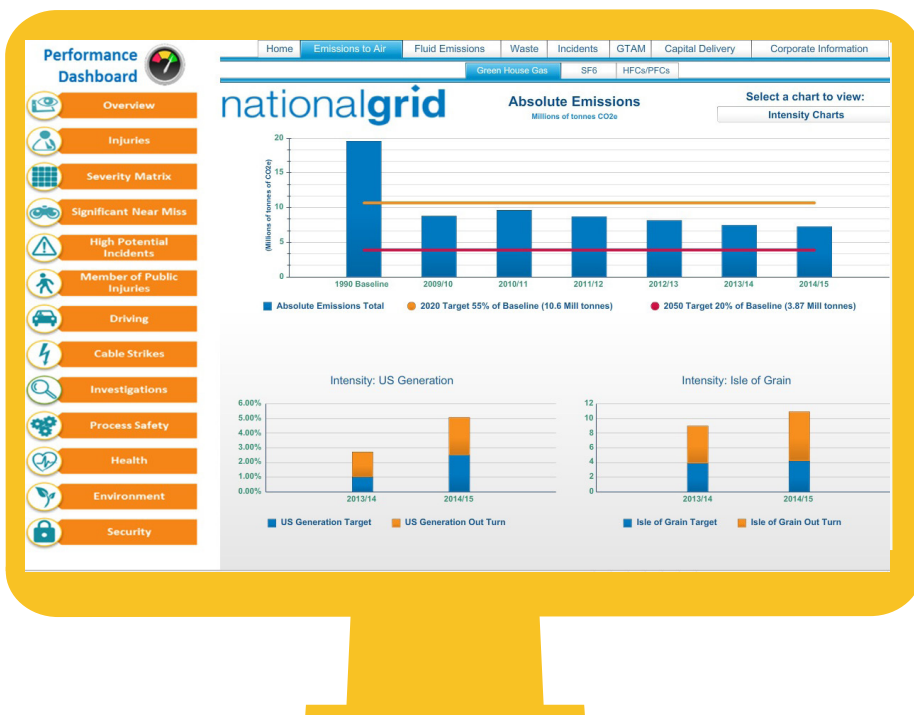 Performance
Dashboard
Overview
Injuries
Severity Matrix
Significant Near Miss
High Potential
Incidents
Member of Public
Injuries
Driving
Cable Strikes
Investigations
Process Safety
Health
Environment
Security
Home Emissions to Air Fluid Emissions Waste Incidents GTAM Capital Delivery Corporate Information
Green House Gas SF6 HFCs/PFCs
nationalgrid
Absolute Emissions
Millions of tonnes CO2e
Select a chart to view:
Intensity Charts
(Millions of tonnes of CO2e)
20
15
10
5
0
1990 Baseline 2009/10 2010/11 2011/12 2012/13 2013/14 2014/15
Absolute Emissions Total 2020 Target 55% of Baseline (10.6 Mill tonnes) 2050 Target 20% of Baseline (3.87 Mill tonnes)
Intensity: US Generation
6.00%
5.00%
4.00%
3.00%
2.00%
1.00%
0.00%
2013/14 2014/15
US Generation Target US Generation Out Turn
Intensity: Isle of Grain
12
10
8
6
4
2
0
2013/14 2014/15
Isle of Grain Target Isle of Grain Out Turn